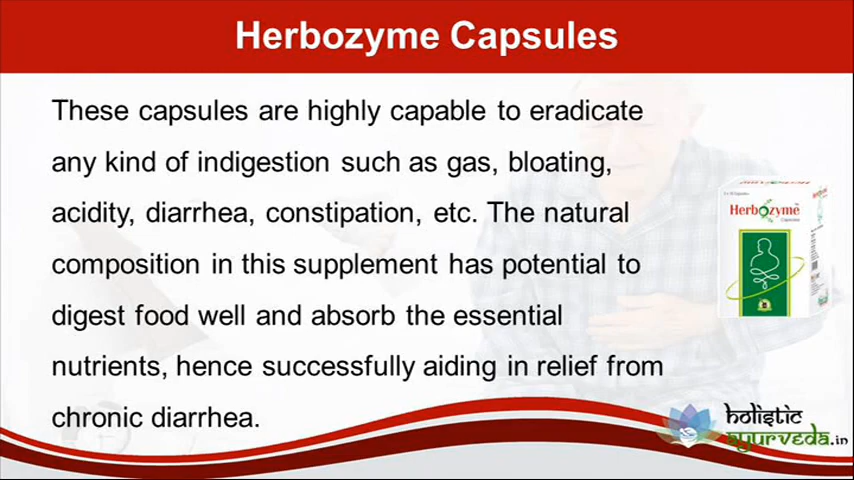 Herbozyme Capsules
These capsules are highly capable to eradicate
any kind of indigestion such as gas, bloating,
acidity, diarrhea, constipation, etc. The natural
composition in this supplement has potential to
digest food well and absorb the essential
nutrients, hence successfully aiding in relief from
chronic diarrhea.
Herbozyme
Capsules
holistic
ayurveda.in